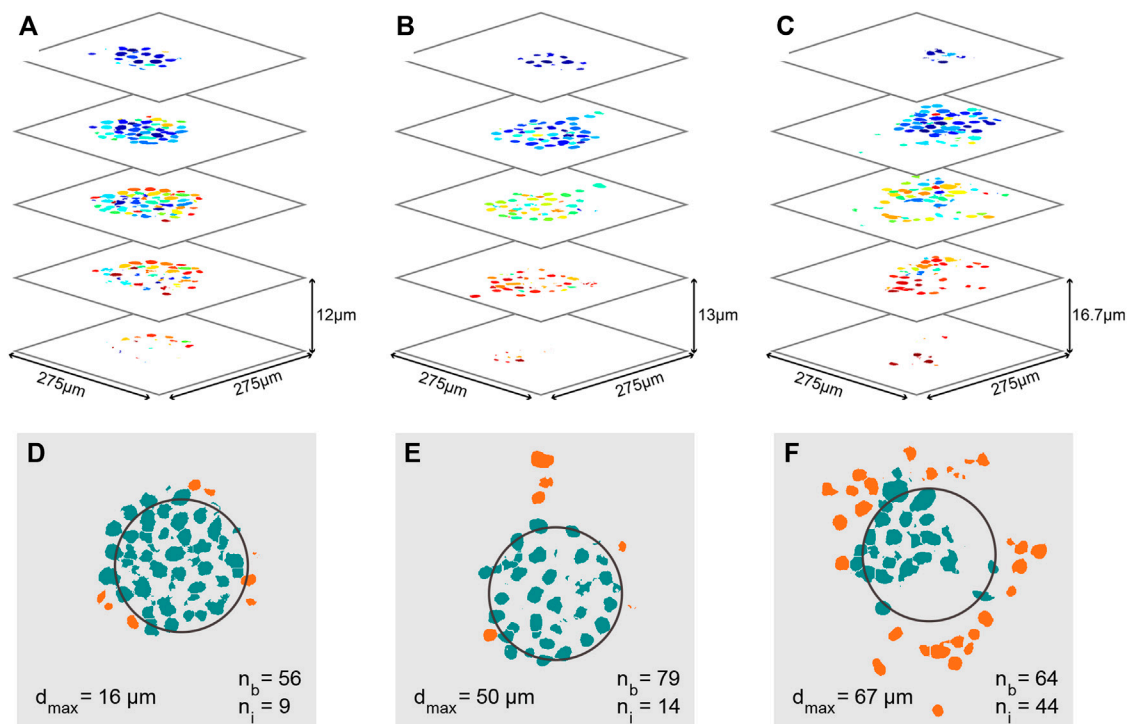 A
B
C
12µm
13µm
16.7µm
275µm
275µm
275µm
275µm
275µm
275µm
D
E
F
n_b = 56
d_max = 16 µm
n_i = 9
n_b = 79
d_max = 50 µm
n_i = 14
n_b = 64
d_max = 67 µm
n_i = 44